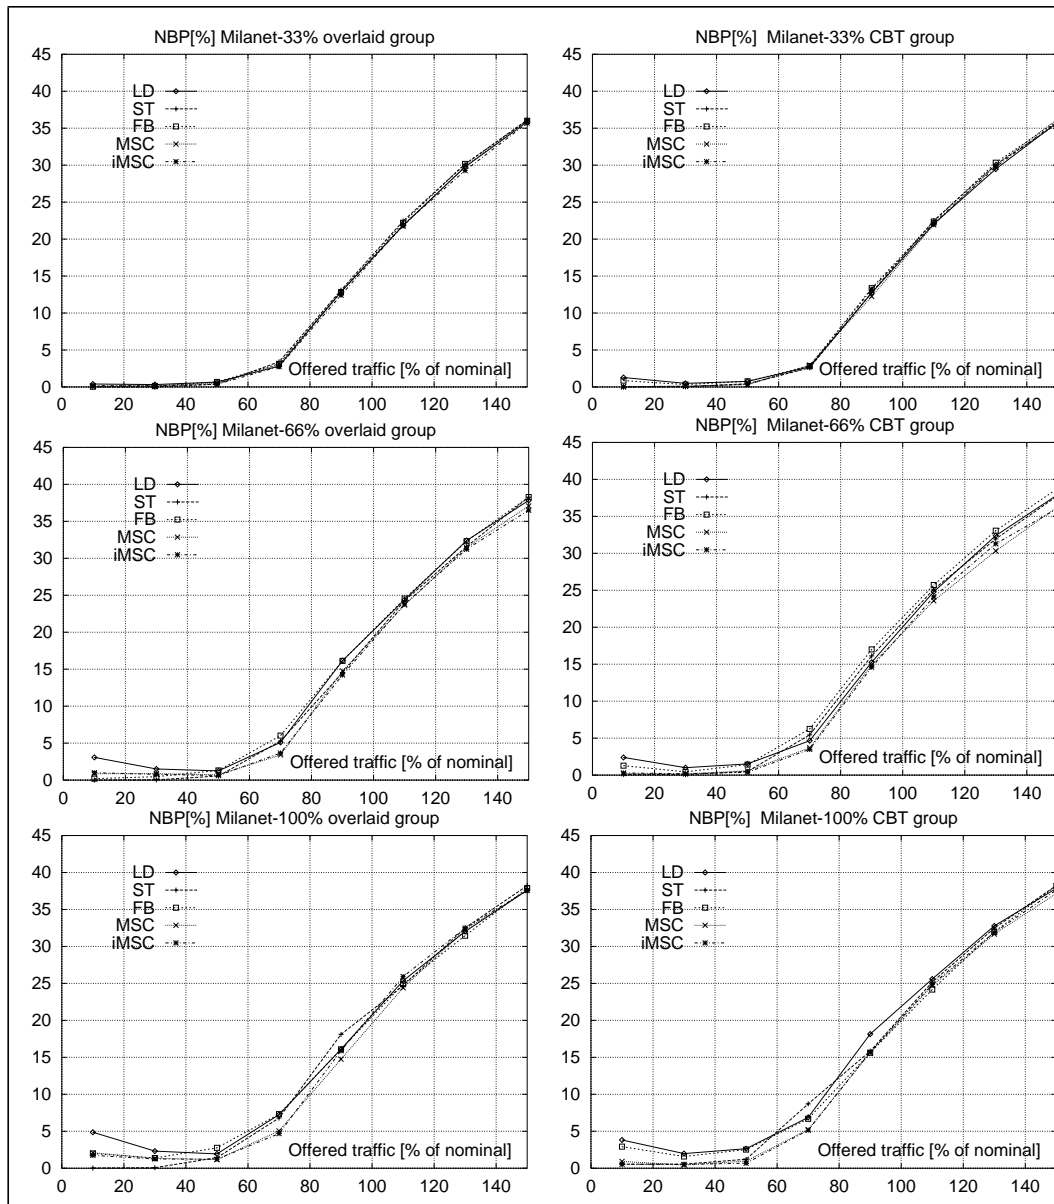 NBP[%] Milanet-33% overlaid group
45
40
35
30
25
20
15
10
5
0
LD
ST
FB
MSC
iMSC
Offered traffic [% of nominal]
0 20 40 60 80 100 120 140
NBP[%] Milanet-33% CBT group
45
40
35
30
25
20
15
10
5
0
LD
ST
FB
MSC
iMSC
Offered traffic [% of nominal]
0 20 40 60 80 100 120 140
NBP[%] Milanet-66% overlaid group
45
40
35
30
25
20
15
10
5
0
LD
ST
FB
MSC
iMSC
Offered traffic [% of nominal]
0 20 40 60 80 100 120 140
NBP[%] Milanet-66% CBT group
45
40
35
30
25
20
15
10
5
0
LD
ST
FB
MSC
iMSC
Offered traffic [% of nominal]
0 20 40 60 80 100 120 140
NBP[%] Milanet-100% overlaid group
45
40
35
30
25
20
15
10
5
0
LD
ST
FB
MSC
iMSC
Offered traffic [% of nominal]
0 20 40 60 80 100 120 140
NBP[%] Milanet-100% CBT group
45
40
35
30
25
20
15
10
5
0
LD
ST
FB
MSC
iMSC
Offered traffic [% of nominal]
0 20 40 60 80 100 120 140